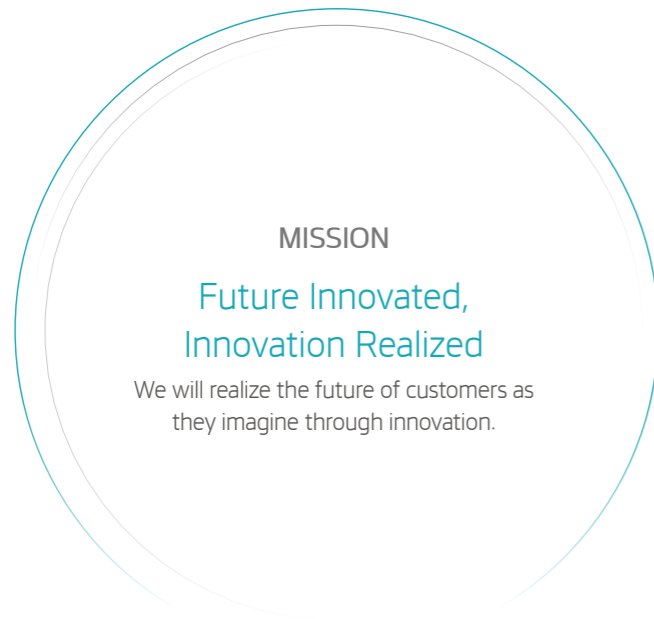 MISSION
Future Innovated,
Innovation Realized
We will realize the future of customers as
they imagine through innovation.